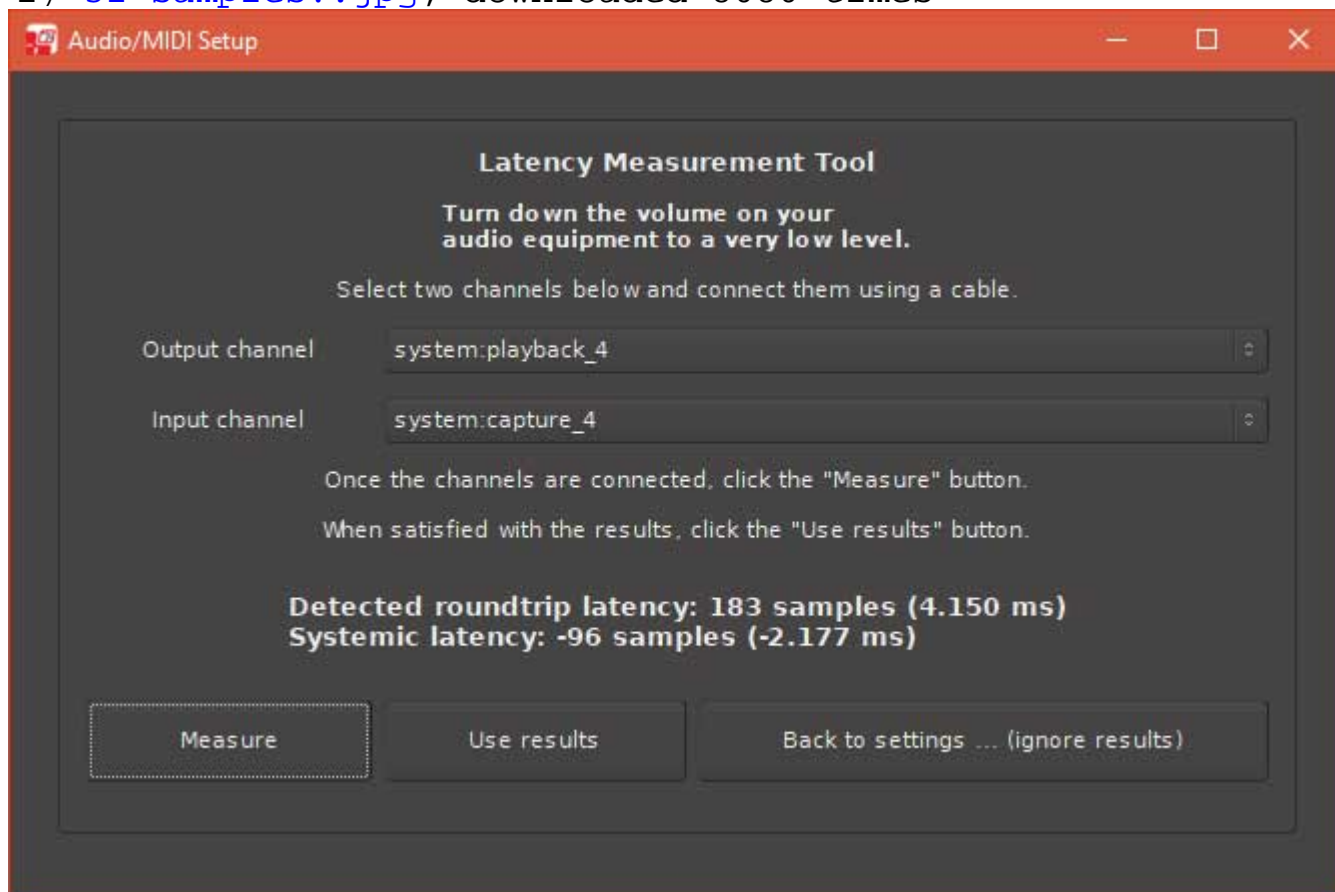 Audio/MIDI Setup
Latency Measurement Tool
Turn down the volume on your
audio equipment to a very low level.
Select two channels below and connect them using a cable.
Output channel system:playback_4
Input channel system:capture_4
Once the channels are connected, click the "Measure" button.
When satisfied with the results, click the "Use results" button.
Detected roundtrip latency: 183 samples (4.150 ms)
Systemic latency: -96 samples (-2.177 ms)
Measure Use results Back to settings ... (ignore results)